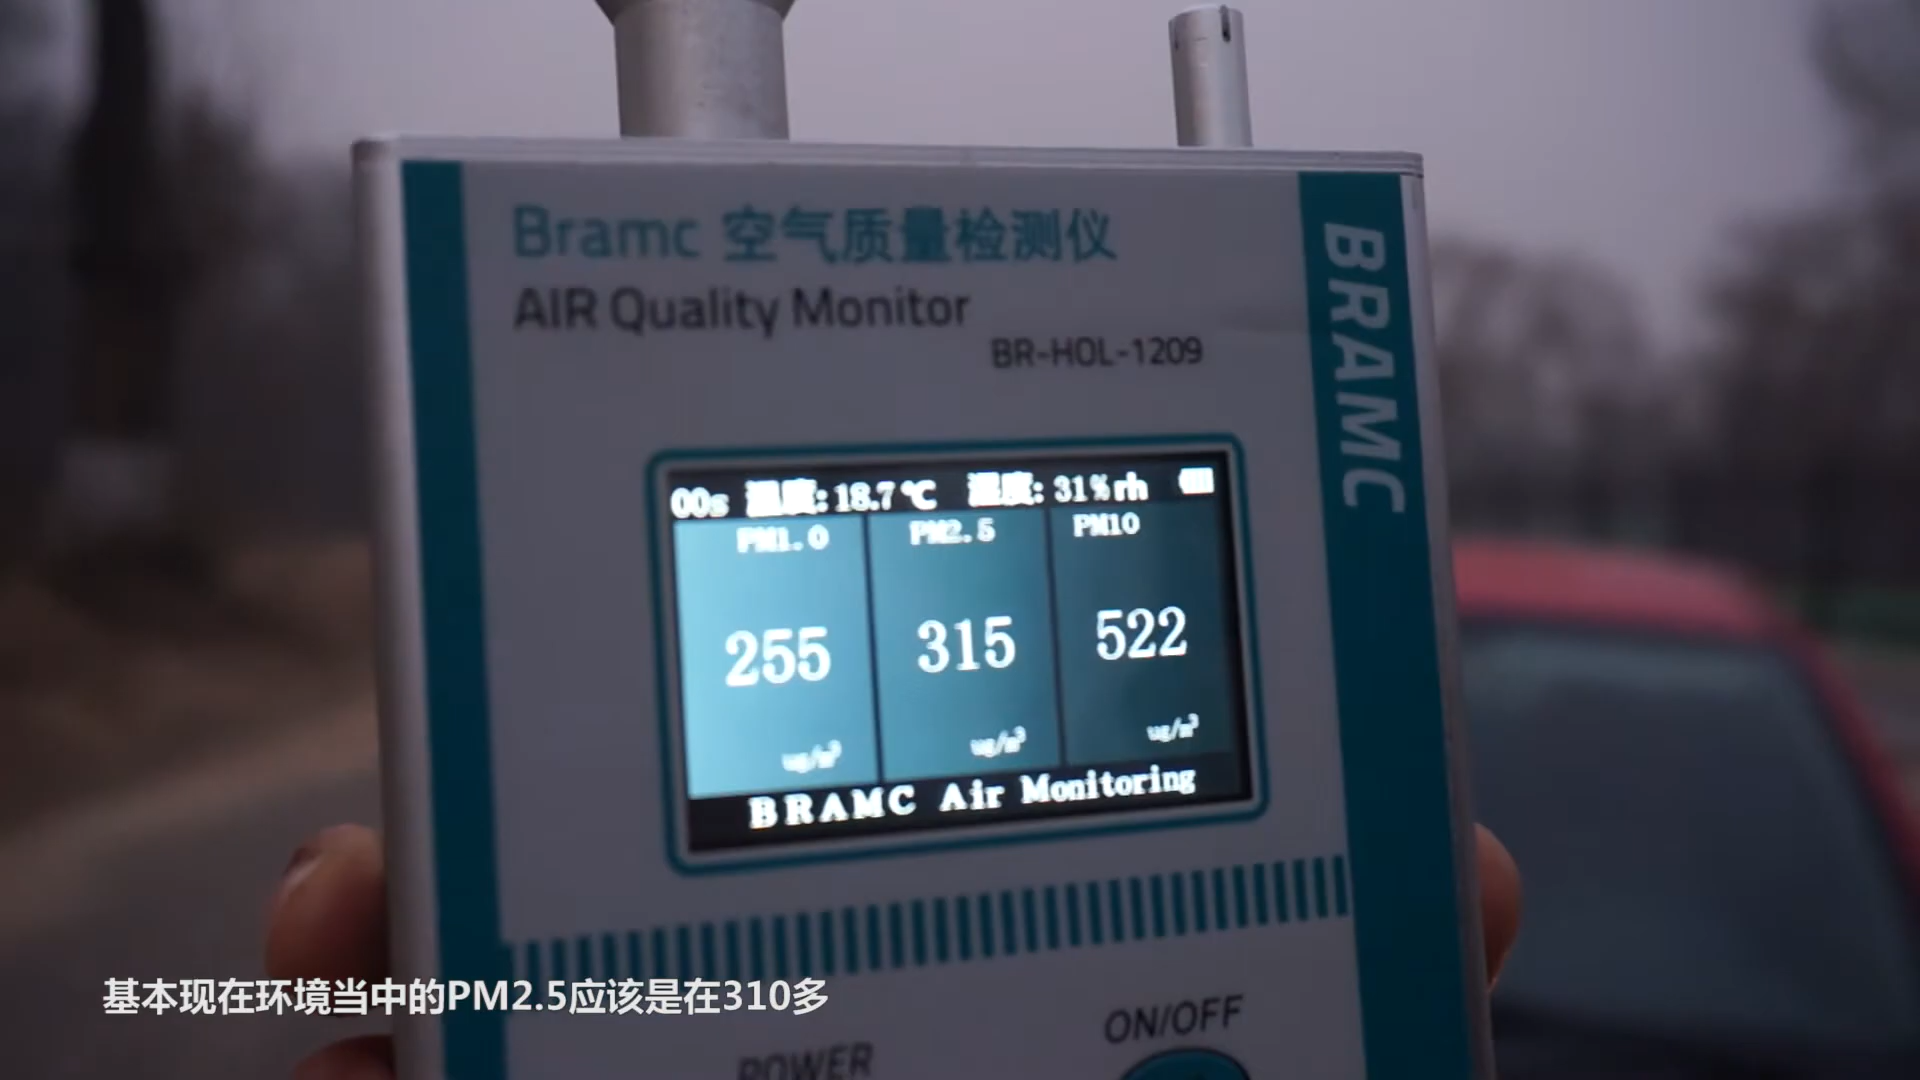 Bramc 空气质量检测仪
AIR Quality Monitor
BR-HOL-1209
BRAMC
00s 温度:18.7℃ 湿度:31%rh
PM1.0 PM2.5 PM10
255 315 522
ug/m³ ug/m³ ug/m³
BRAMC Air Monitoring
基本现在环境当中的PM2.5应该是在310多
ON/OFF
POWER